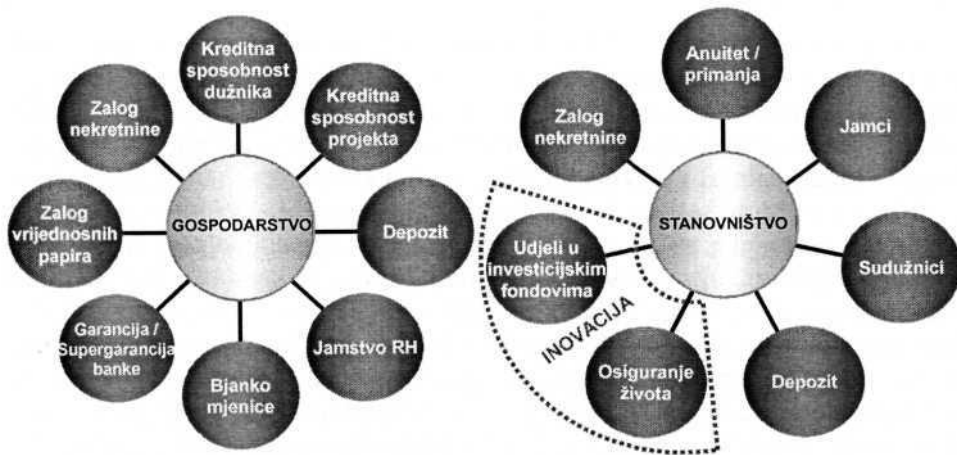 Kreditna
sposobnost
dužnika
Kreditna
sposobnost
projekta
Depozit
Jamstvo RH
Bjanko
mjenice
Garancija /
Supergarancija
banke
Zalog
vrijednosnih
papira
Zalog
nekretnine
GOSPODARSTVO
Anuitet /
primanja
Jamci
Sudužnici
Depozit
Osiguranje
života
Udjeli u
investicijskim
fondovima
Zalog
nekretnine
STANOVNIŠTVO
INOVACIJA